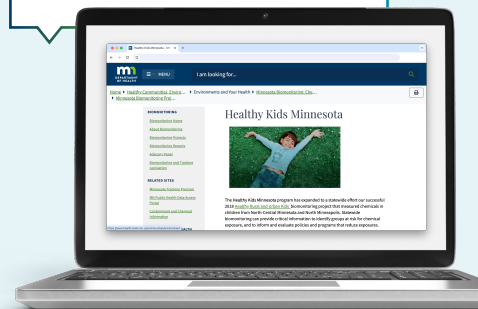 Healthy Kids Minnesota
mn
DEPARTMENT
OF HEALTH
MENU
I am looking for...
Home Healthy Communities, Enviro... Environments and Your Health Minnesota Biomonitoring: Che...
Minnesota Biomonitoring Proj...
BIOMONITORING
Biomonitoring Home
About Biomonitoring
Biomonitoring Projects
Biomonitoring Reports
Advisory Panel
Biomonitoring and Tracking
Legislation
RELATED SITES
Minnesota Tracking Program
MN Public Health Data Access
Portal
Contaminant and Chemical
Information
Healthy Kids Minnesota
The Healthy Kids Minnesota program has expanded to a statewide effort our successful
2018 Healthy Rural and Urban Kids biomonitoring project that measured chemicals in
children from North Central Minnesota and North Minneapolis. Statewide
biomonitoring can provide critical information to identify groups at risk for chemical
exposure, and to inform and evaluate policies and programs that reduce exposures.